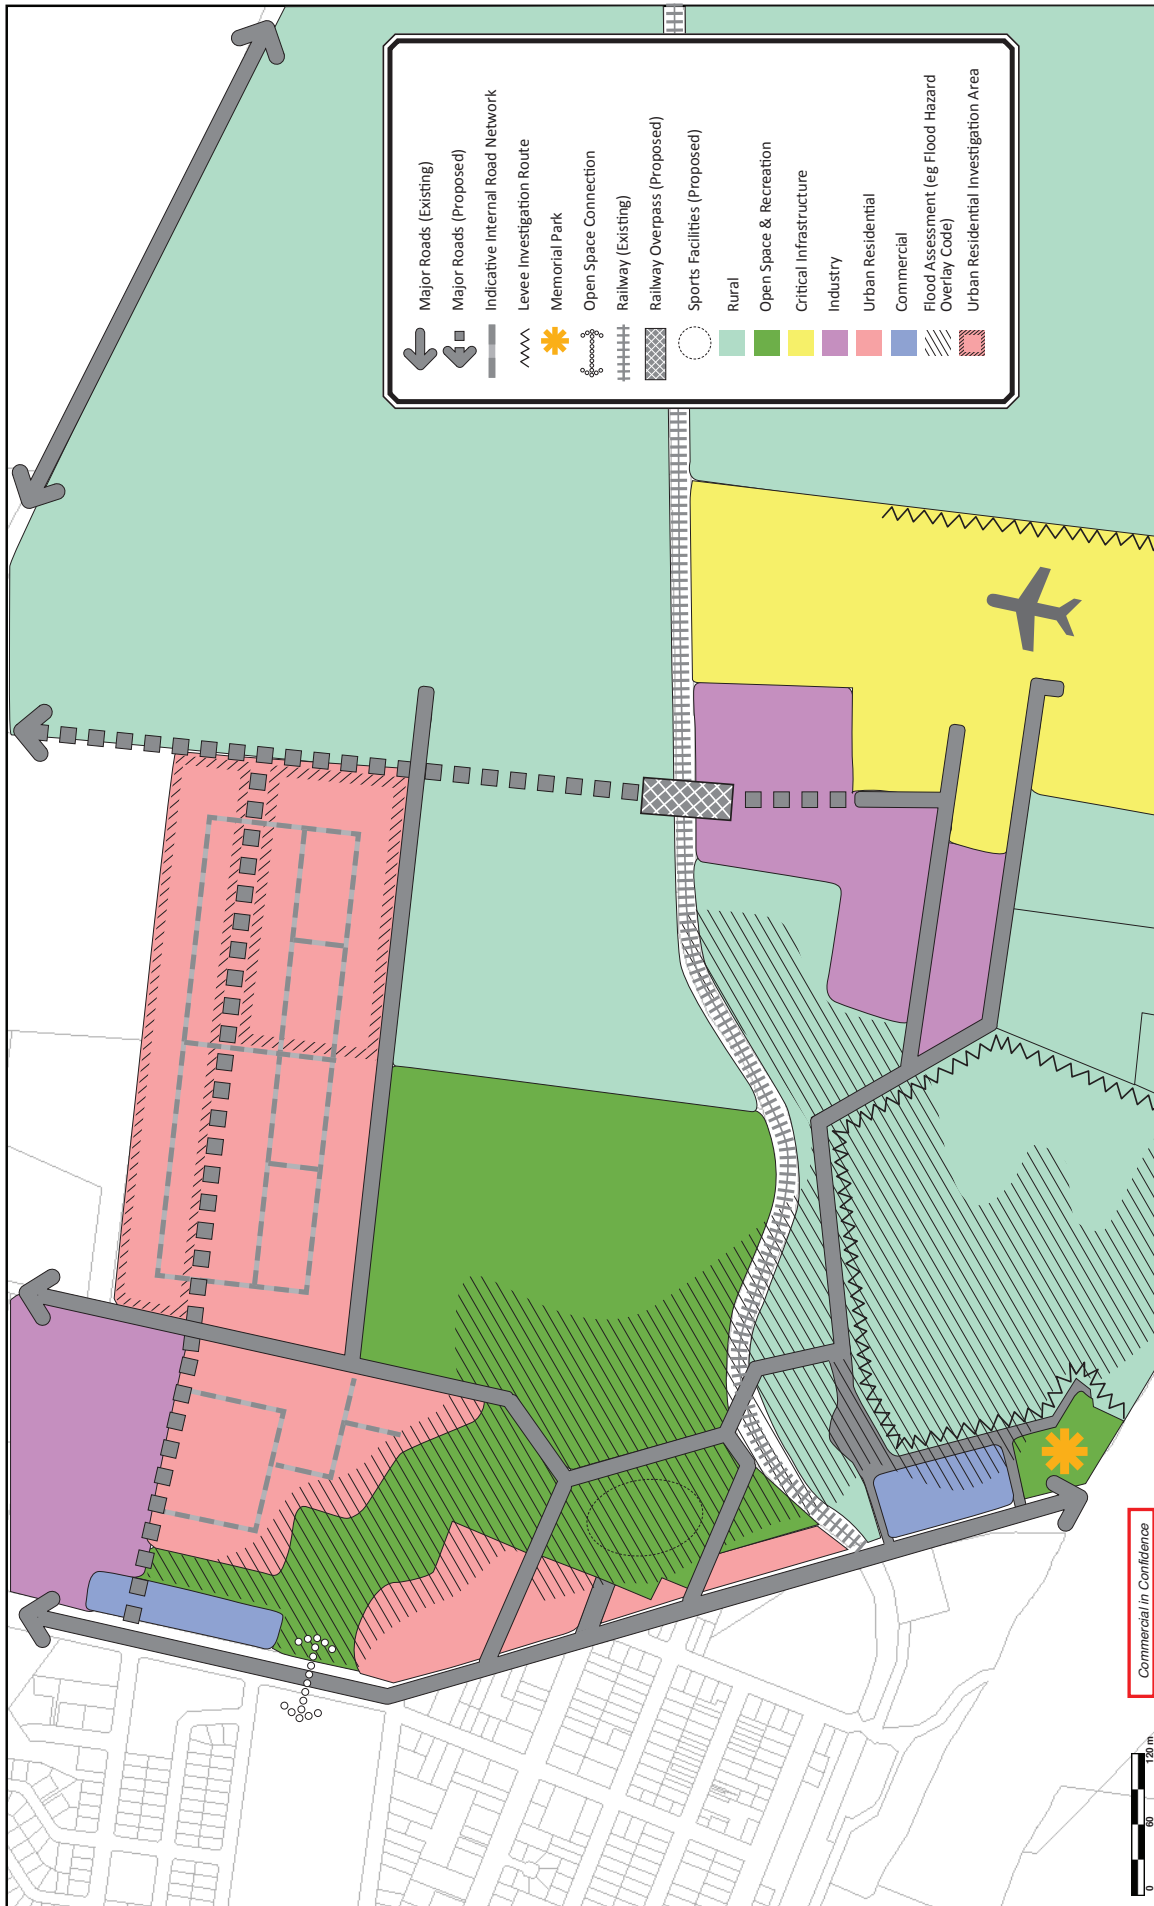 Major Roads (Existing)
Major Roads (Proposed)
Indicative Internal Road Network
Levee Investigation Route
Memorial Park
Open Space Connection
Railway (Existing)
Railway Overpass (Proposed)
Sports Facilities (Proposed)
Rural
Open Space & Recreation
Critical Infrastructure
Industry
Urban Residential
Commercial
Flood Assessment (eg Flood Hazard
Overlay Code)
Urban Residential Investigation Area
Commercial in Confidence
0 60 120 m